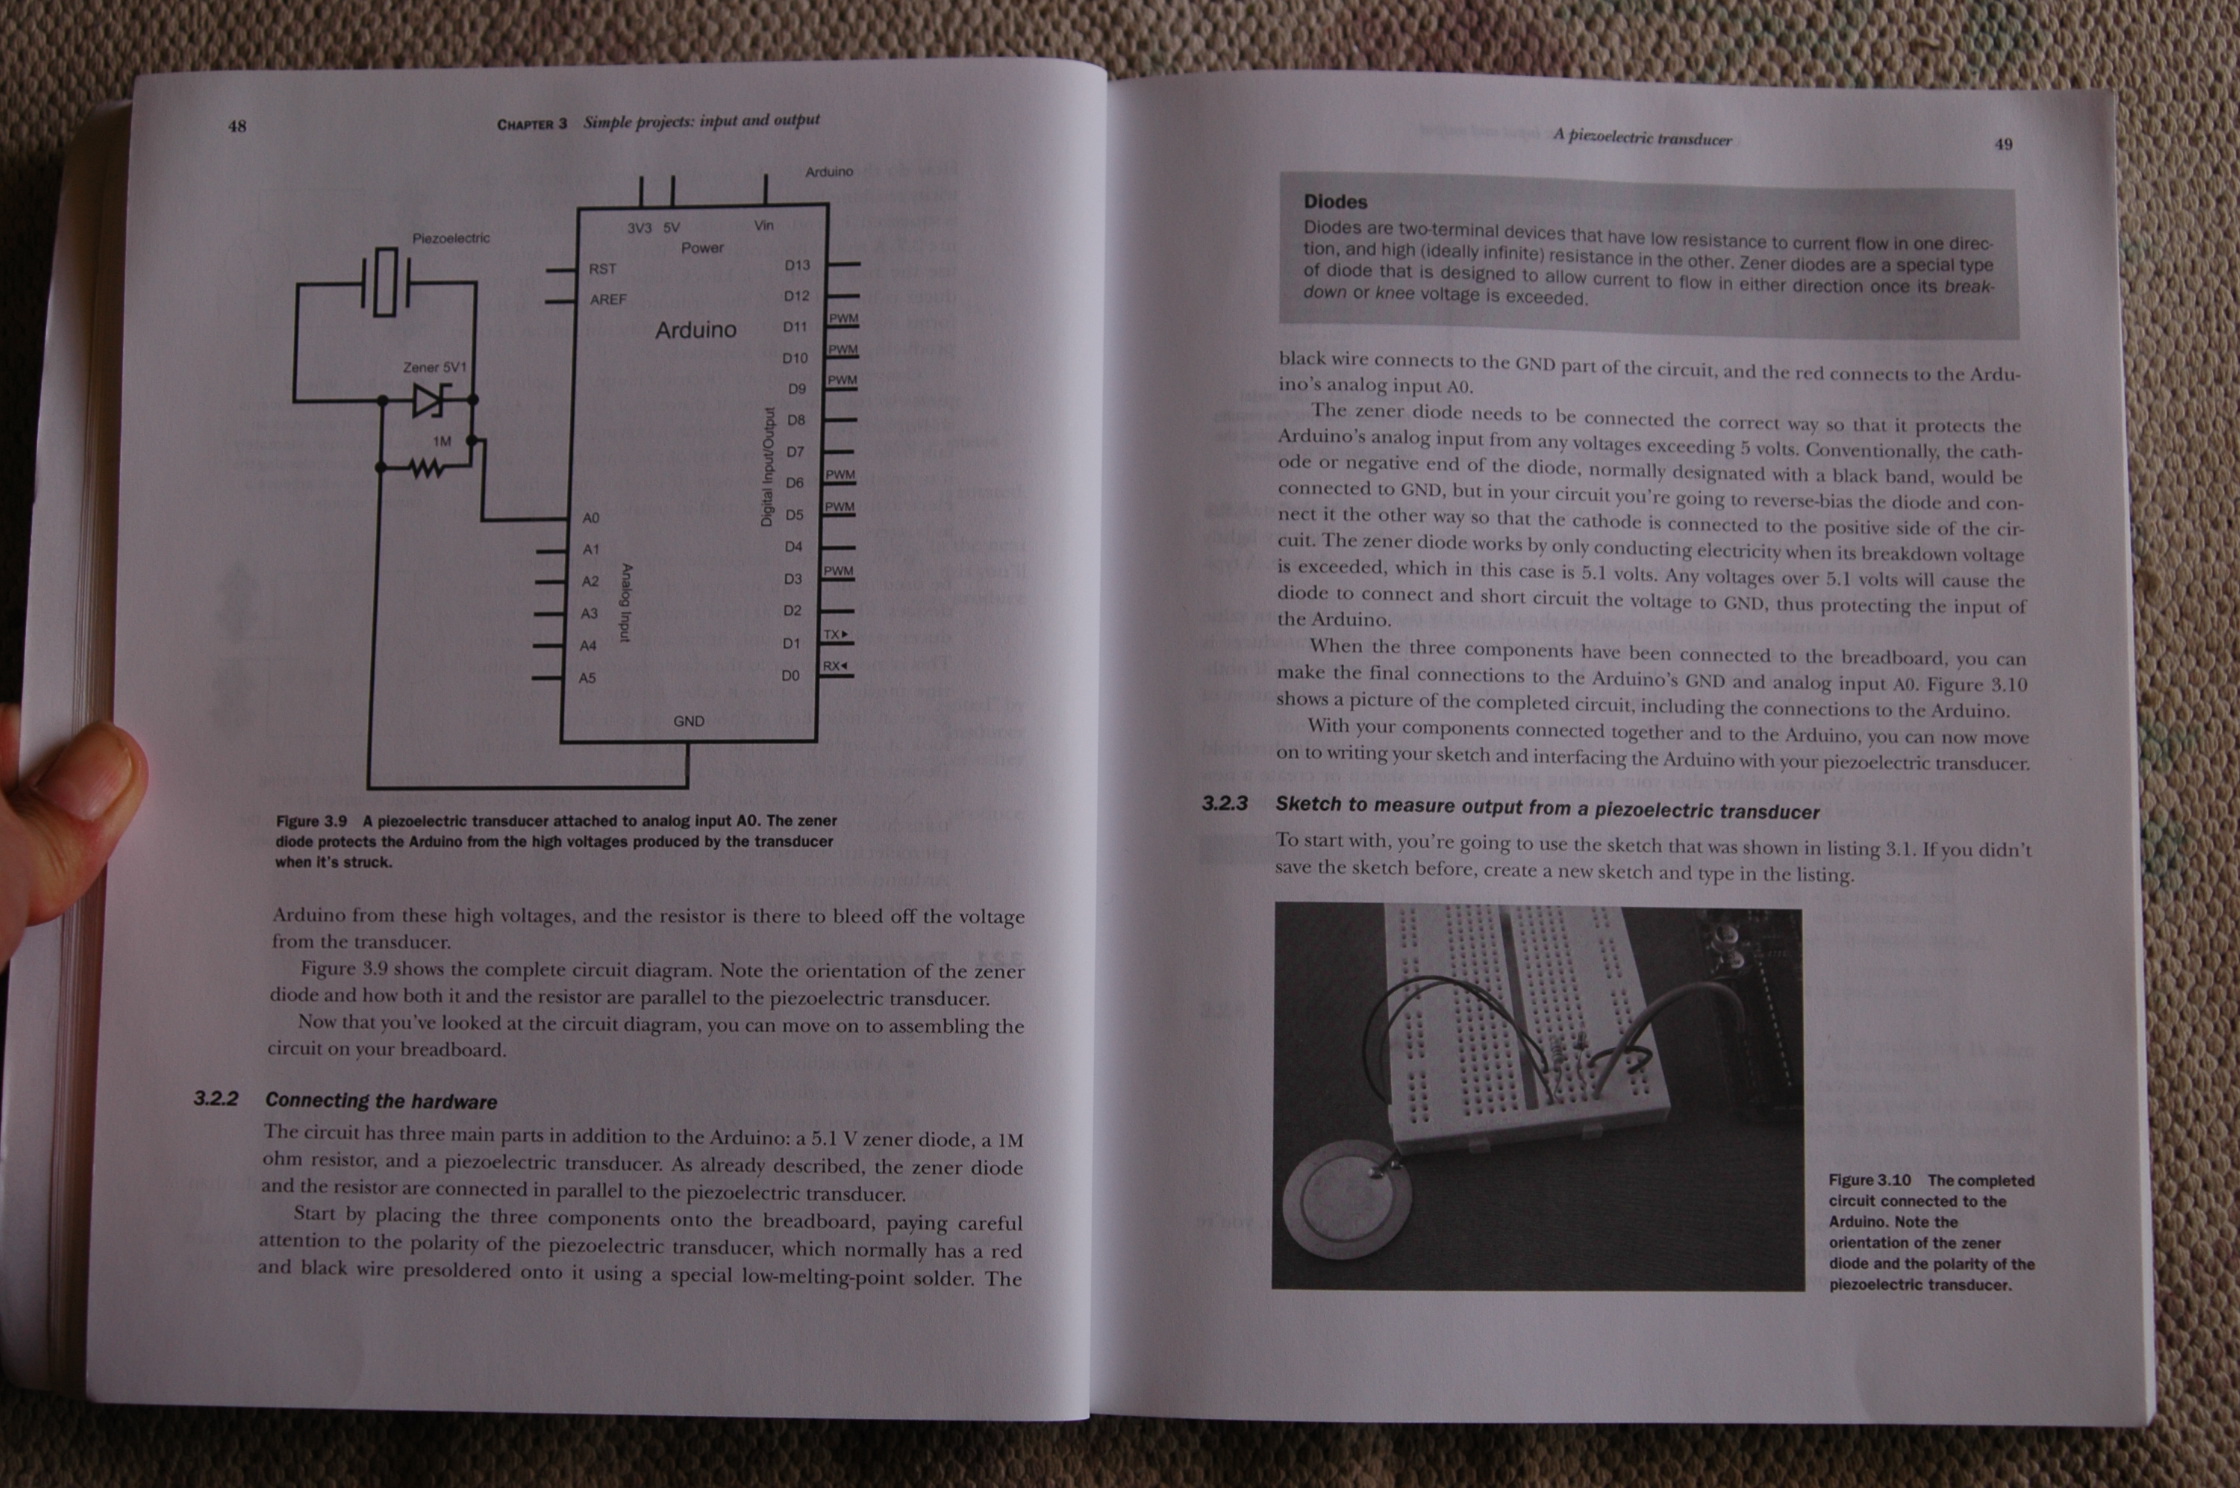 48
CHAPTER 3 Simple projects: input and output
Arduino
3V3 5V Vin
Power
Piezoelectric
RST
AREF
Arduino
Zener 5V1
1M
D13
D12
D11 PWM
D10 PWM
D9 PWM
D8
D7
D6 PWM
D5 PWM
D4
D3 PWM
D2
D1 TX►
D0 RX◄
Digital Input/Output
A0
A1
A2
A3
A4
A5
Analog Input
GND
Figure 3.9 A piezoelectric transducer attached to analog input A0. The zener
diode protects the Arduino from the high voltages produced by the transducer
when it's struck.
Arduino from these high voltages, and the resistor is there to bleed off the voltage
from the transducer.
Figure 3.9 shows the complete circuit diagram. Note the orientation of the zener
diode and how both it and the resistor are parallel to the piezoelectric transducer.
Now that you've looked at the circuit diagram, you can move on to assembling the
circuit on your breadboard.
3.2.2 Connecting the hardware
The circuit has three main parts in addition to the Arduino: a 5.1 V zener diode, a 1M
ohm resistor, and a piezoelectric transducer. As already described, the zener diode
and the resistor are connected in parallel to the piezoelectric transducer.
Start by placing the three components onto the breadboard, paying careful
attention to the polarity of the piezoelectric transducer, which normally has a red
and black wire presoldered onto it using a special low-melting-point solder. The
A piezoelectric transducer
49
Diodes
Diodes are two-terminal devices that have low resistance to current flow in one direc-
tion, and high (ideally infinite) resistance in the other. Zener diodes are a special type
of diode that is designed to allow current to flow in either direction once its break-
down or knee voltage is exceeded.
black wire connects to the GND part of the circuit, and the red connects to the Ardu-
ino's analog input A0.
The zener diode needs to be connected the correct way so that it protects the
Arduino's analog input from any voltages exceeding 5 volts. Conventionally, the cath-
ode or negative end of the diode, normally designated with a black band, would be
connected to GND, but in your circuit you're going to reverse-bias the diode and con-
nect it the other way so that the cathode is connected to the positive side of the cir-
cuit. The zener diode works by only conducting electricity when its breakdown voltage
is exceeded, which in this case is 5.1 volts. Any voltages over 5.1 volts will cause the
diode to connect and short circuit the voltage to GND, thus protecting the input of
the Arduino.
When the three components have been connected to the breadboard, you can
make the final connections to the Arduino's GND and analog input A0. Figure 3.10
shows a picture of the completed circuit, including the connections to the Arduino.
With your components connected together and to the Arduino, you can now move
on to writing your sketch and interfacing the Arduino with your piezoelectric transducer.
3.2.3 Sketch to measure output from a piezoelectric transducer
To start with, you're going to use the sketch that was shown in listing 3.1. If you didn't
save the sketch before, create a new sketch and type in the listing.
Figure 3.10 The completed
circuit connected to the
Arduino. Note the
orientation of the zener
diode and the polarity of the
piezoelectric transducer.